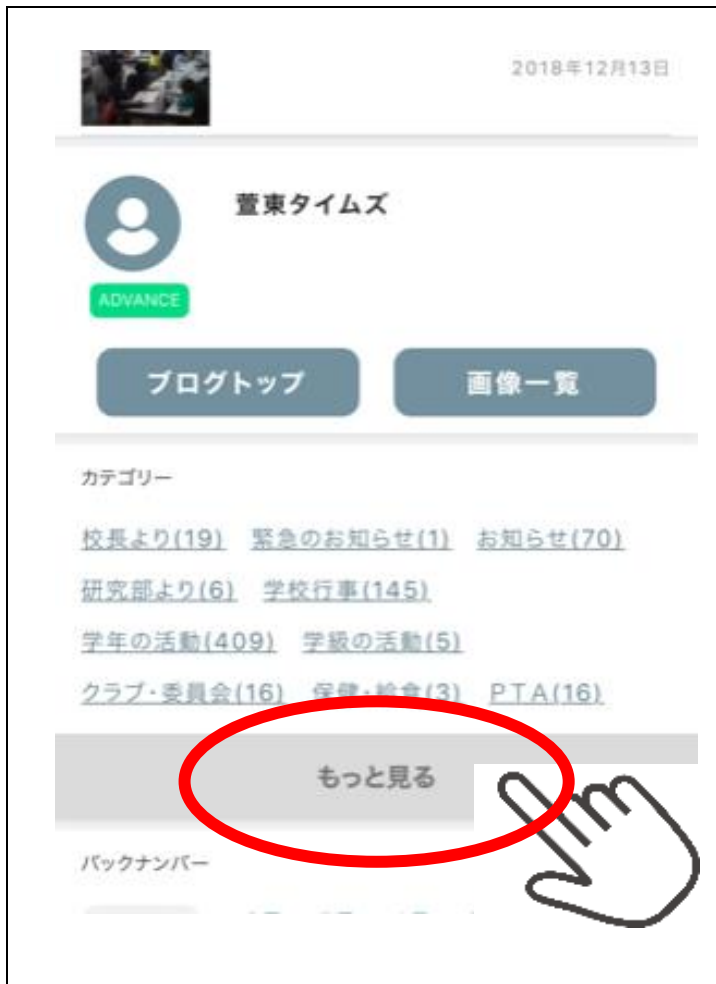 2018年12月13日
萱東タイムズ
ADVANCE
ブログトップ 画像一覧
カテゴリー
校長より(19) 緊急のお知らせ(1) お知らせ(70)
研究部より(6) 学校行事(145)
学年の活動(409) 学級の活動(5)
クラブ・委員会(16) 保健・給食(3) PTA(16)
もっと見る
バックナンバー